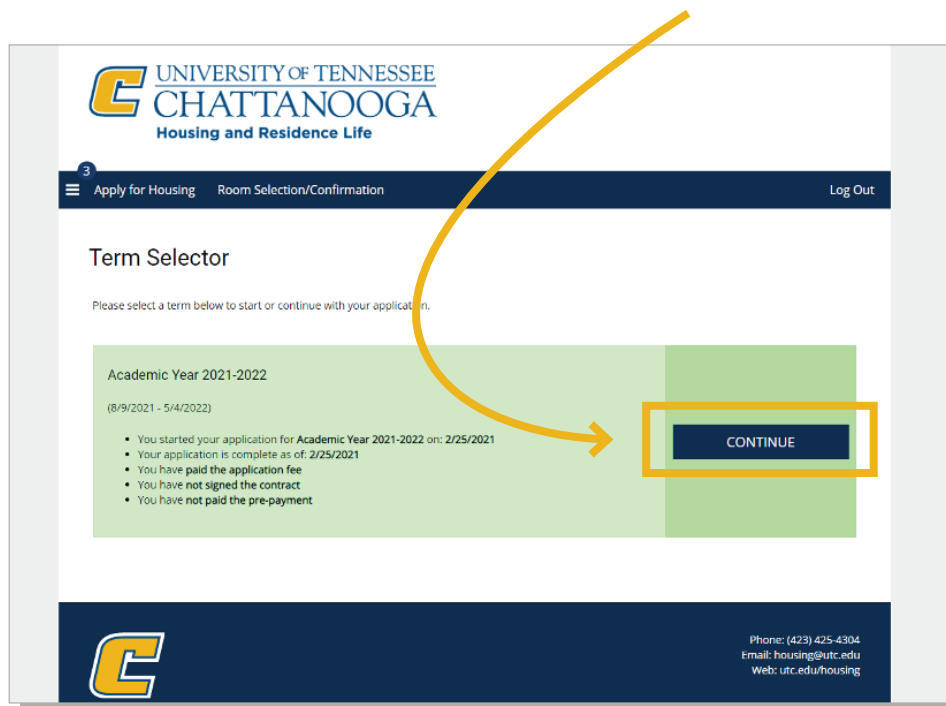 UNIVERSITY OF TENNESSEE
CHATTANOOGA
Housing and Residence Life
3
Apply for Housing Room Selection/Confirmation Log Out
Term Selector
Please select a term below to start or continue with your application.
Academic Year 2021-2022
(8/9/2021 - 5/4/2022)
• You started your application for Academic Year 2021-2022 on: 2/25/2021
• Your application is complete as of: 2/25/2021
• You have paid the application fee
• You have not signed the contract
• You have not paid the pre-payment
CONTINUE
C
Phone: (423) 425-4304
Email: housing@utc.edu
Web: utc.edu/housing